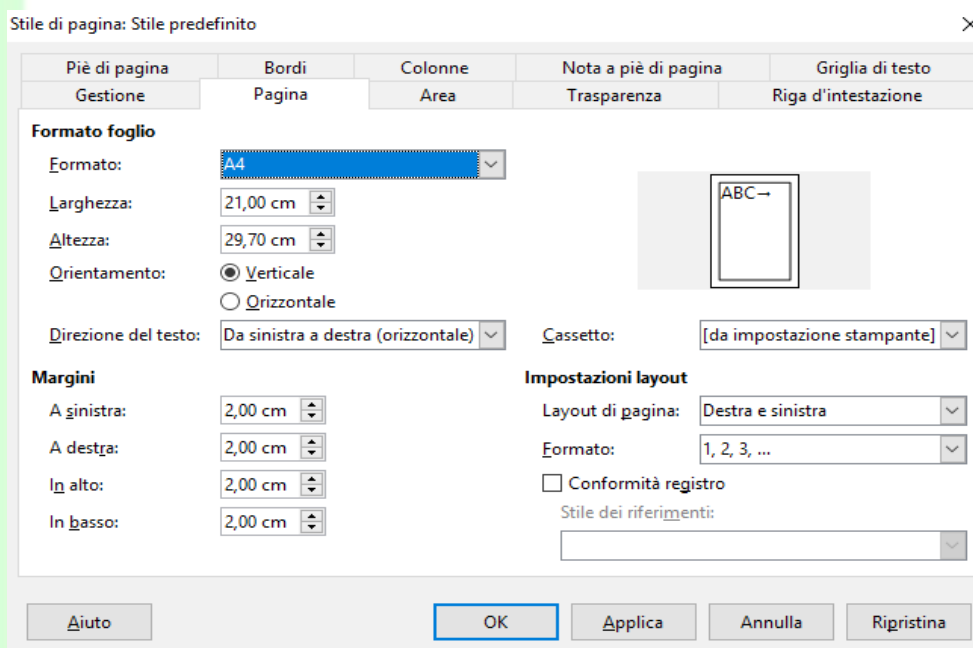 Stile di pagina: Stile predefinito
Piè di pagina Bordi Colonne Nota a piè di pagina Griglia di testo
Gestione Pagina Area Trasparenza Riga d'intestazione
Formato foglio
Formato: A4
Larghezza: 21,00 cm
Altezza: 29,70 cm
Orientamento: Verticale
Orizzontale
ABC→
Direzione del testo: Da sinistra a destra (orizzontale) Cassetto: [da impostazione stampante]
Margini Impostazioni layout
A sinistra: 2,00 cm Layout di pagina: Destra e sinistra
A destra: 2,00 cm Formato: 1, 2, 3, ...
In alto: 2,00 cm Conformità registro
In basso: 2,00 cm Stile dei riferimenti:
Aiuto OK Applica Annulla Ripristina